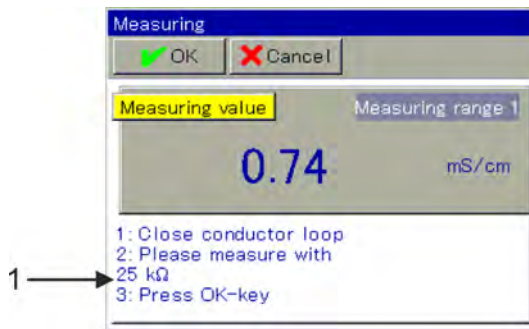 Measuring
OK Cancel
Measuring value Measuring range 1
0.74 mS/cm
1: Close conductor loop
2: Please measure with
1 25 kΩ
3: Press OK-key